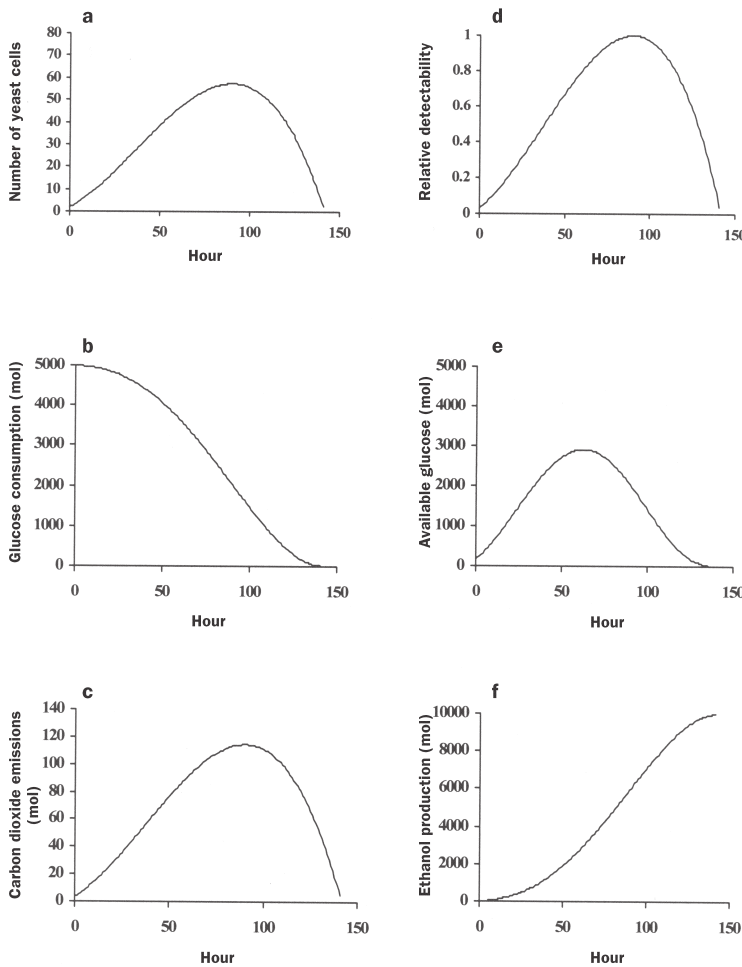 a
Number of yeast cells
80
70
60
50
40
30
20
10
0
0 50 100 150
Hour
d
Relative detectability
1
0.8
0.6
0.4
0.2
0
0 50 100 150
Hour
b
Glucose consumption (mol)
5000
4000
3000
2000
1000
0
0 50 100 150
Hour
e
Available glucose (mol)
5000
4000
3000
2000
1000
0
0 50 100 150
Hour
c
Carbon dioxide emissions
(mol)
140
120
100
80
60
40
20
0
0 50 100 150
Hour
f
Ethanol production (mol)
10000
8000
6000
4000
2000
0
0 50 100 150
Hour